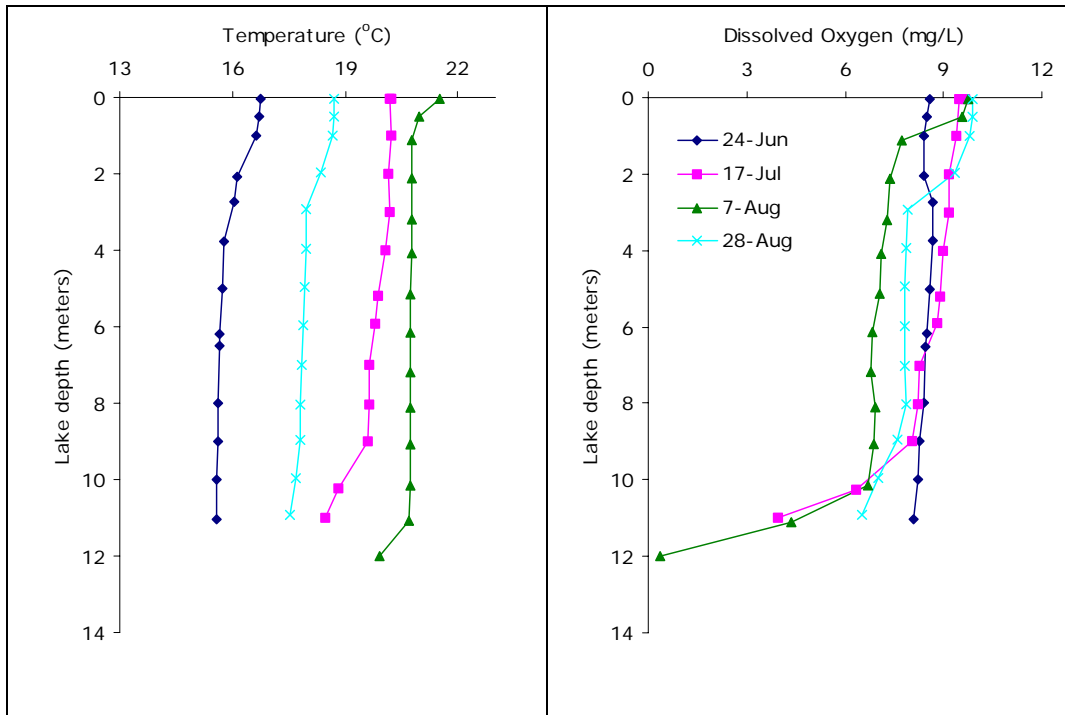 Temperature (°C)
13 16 19 22
0
2
4
6
8
10
12
14
Lake depth (meters)
Dissolved Oxygen (mg/L)
0 3 6 9 12
0
2
4
6
8
10
12
14
Lake depth (meters)
24-Jun
17-Jul
7-Aug
28-Aug